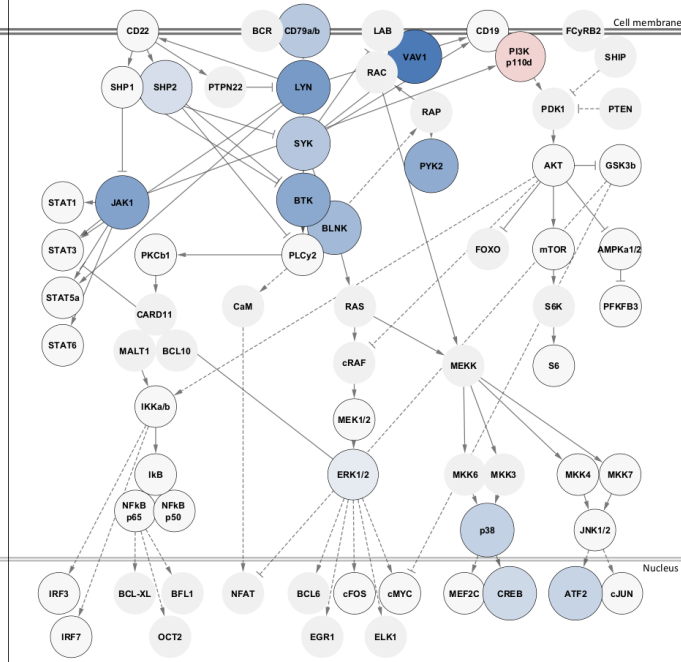 Cell membrane
CD22
BCR
CD79a/b
LAB
CD19
FCyRB2
VAV1
PI3K
p110d
SHIP
RAC
SHP1
SHP2
PTPN22
LYN
RAP
PDK1
PTEN
SYK
PYK2
AKT
GSK3b
STAT1
JAK1
BTK
BLNK
STAT3
PKCb1
PLCy2
FOXO
mTOR
AMPKa1/2
STAT5a
CARD11
CaM
RAS
S6K
PFKFB3
STAT6
MALT1
BCL10
cRAF
MEKK
S6
IKKa/b
MEK1/2
IkB
ERK1/2
MKK6
MKK3
MKK4
MKK7
NFkB
p65
NFkB
p50
p38
JNK1/2
Nucleus
IRF3
BCL-XL
BFL1
NFAT
BCL6
cFOS
cMYC
MEF2C
CREB
ATF2
cJUN
IRF7
OCT2
EGR1
ELK1